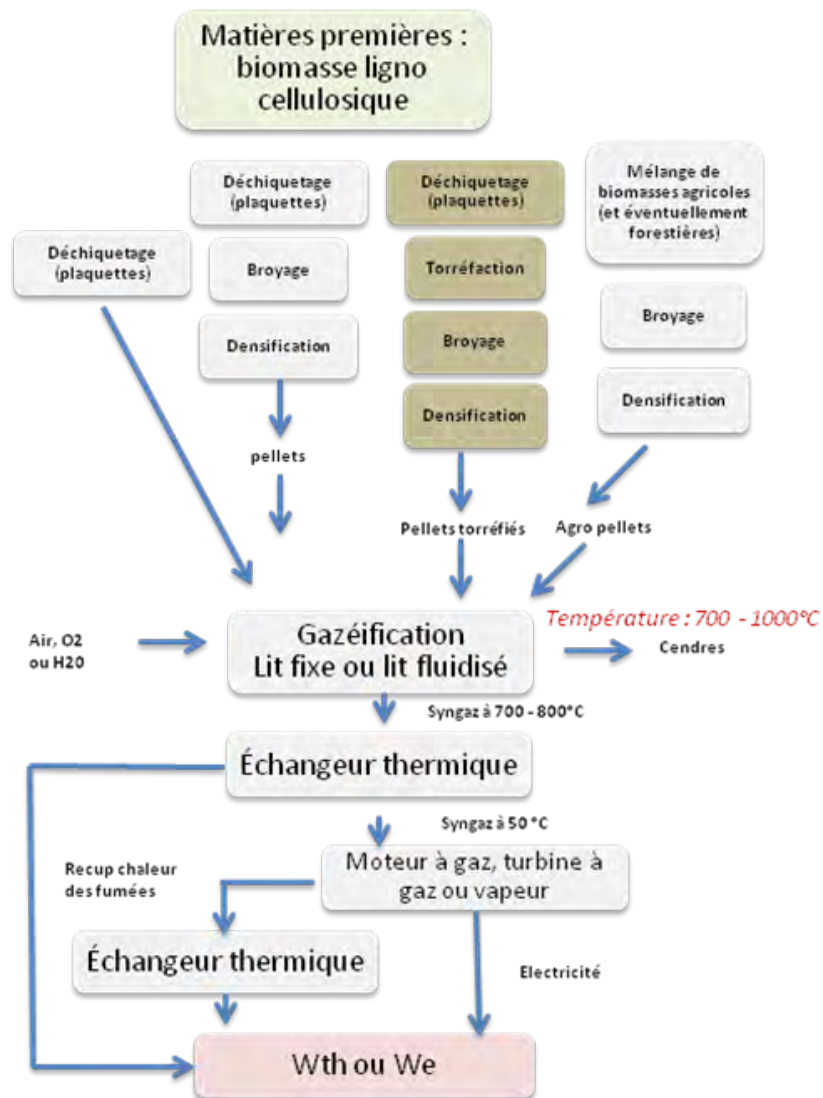 Matières premières :
biomasse ligno
cellulosique
Déchiquetage
(plaquettes)
Déchiquetage
(plaquettes)
Broyage
Densification
pellets
Déchiquetage
(plaquettes)
Torréfaction
Broyage
Densification
Pellets torréfiés
Mélange de
biomasses agricoles
(et éventuellement
forestières)
Broyage
Densification
Agro pellets
Air, O2
ou H20
Gazéification
Lit fixe ou lit fluidisé
Température : 700 - 1000°C
Cendres
Syngaz à 700 - 800°C
Échangeur thermique
Syngaz à 50 °C
Moteur à gaz, turbine à
gaz ou vapeur
Recup chaleur
des fumées
Échangeur thermique
Electricité
Wth ou We